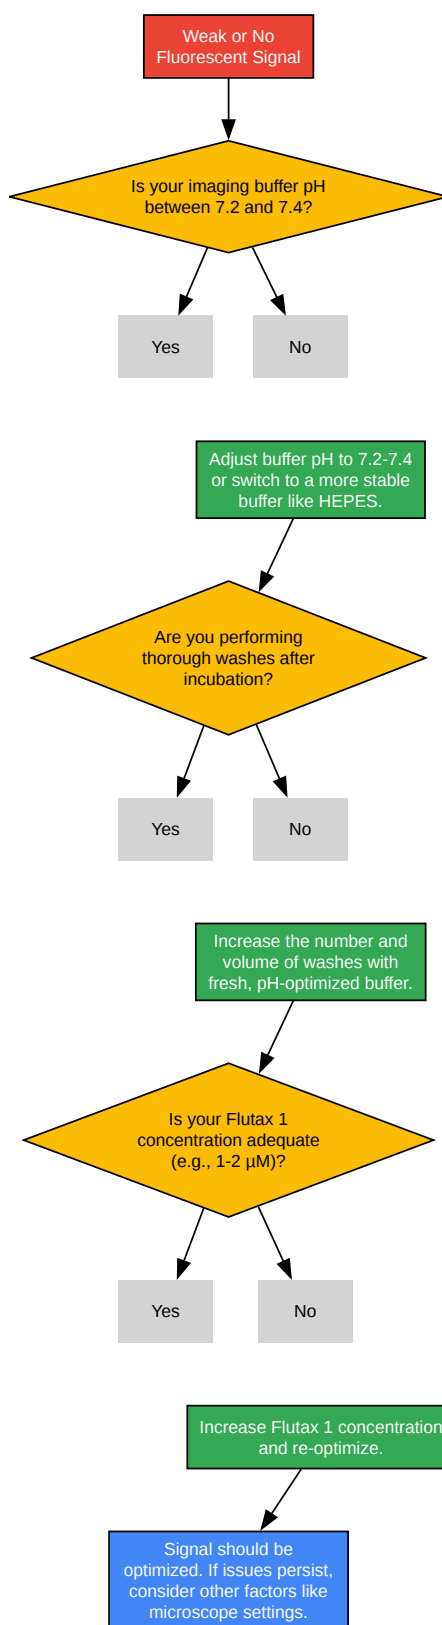 Weak or No
Fluorescent Signal
Is your imaging buffer pH
between 7.2 and 7.4?
Yes
No
Adjust buffer pH to 7.2-7.4
or switch to a more stable
buffer like HEPES.
Are you performing
thorough washes after
incubation?
Yes
No
Increase the number and
volume of washes with
fresh, pH-optimized buffer.
Is your Flutax 1
concentration adequate
(e.g., 1-2 µM)?
Yes
No
Increase Flutax 1 concentration
and re-optimize.
Signal should be
optimized. If issues persist,
consider other factors like
microscope settings.